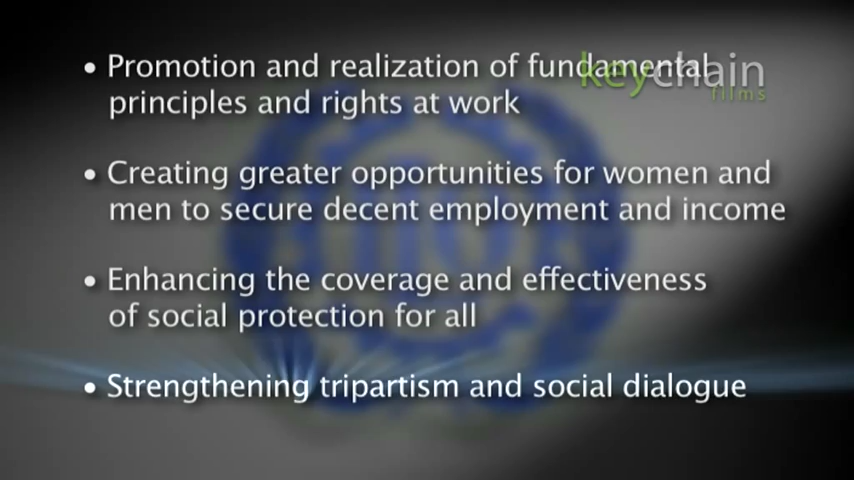 • Promotion and realization of fundamental
principles and rights at work
• Creating greater opportunities for women and
men to secure decent employment and income
• Enhancing the coverage and effectiveness
of social protection for all
• Strengthening tripartism and social dialogue
keychain
films
ILO